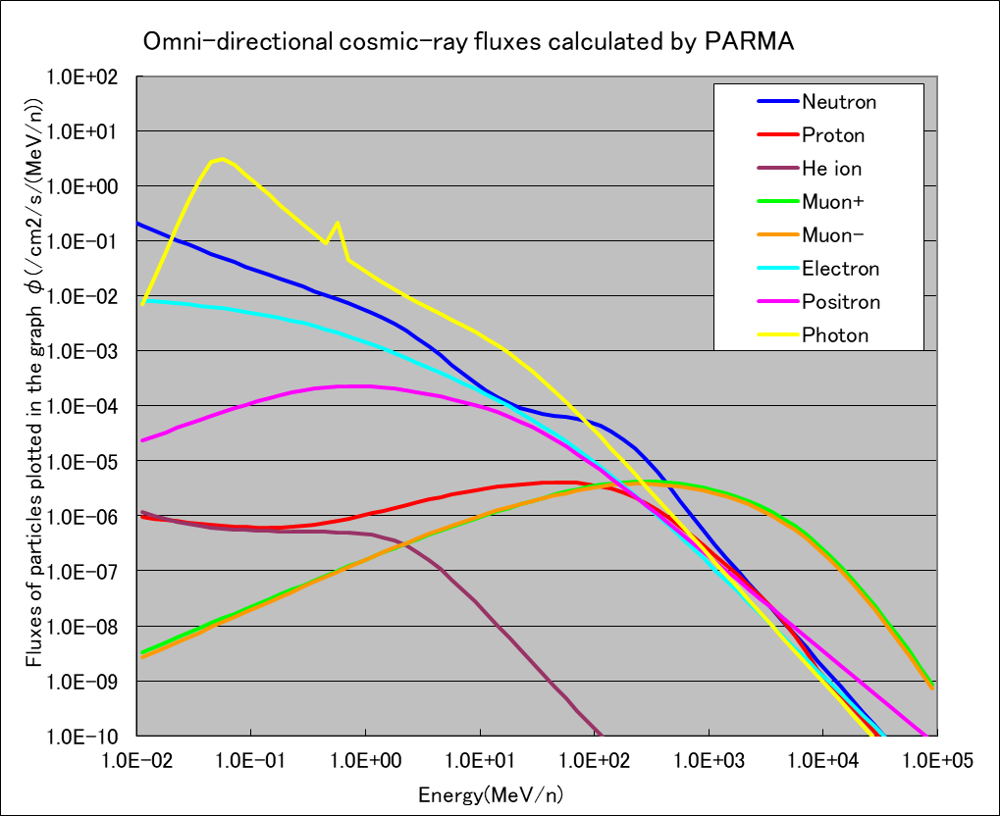 Omni-directional cosmic-ray fluxes calculated by PARMA
Fluxes of particles plotted in the graph φ(/cm2/s/(MeV/n))
1.0E+02
1.0E+01
1.0E+00
1.0E-01
1.0E-02
1.0E-03
1.0E-04
1.0E-05
1.0E-06
1.0E-07
1.0E-08
1.0E-09
1.0E-10
Neutron
Proton
He ion
Muon+
Muon-
Electron
Positron
Photon
1.0E-02 1.0E-01 1.0E+00 1.0E+01 1.0E+02 1.0E+03 1.0E+04 1.0E+05
Energy(MeV/n)